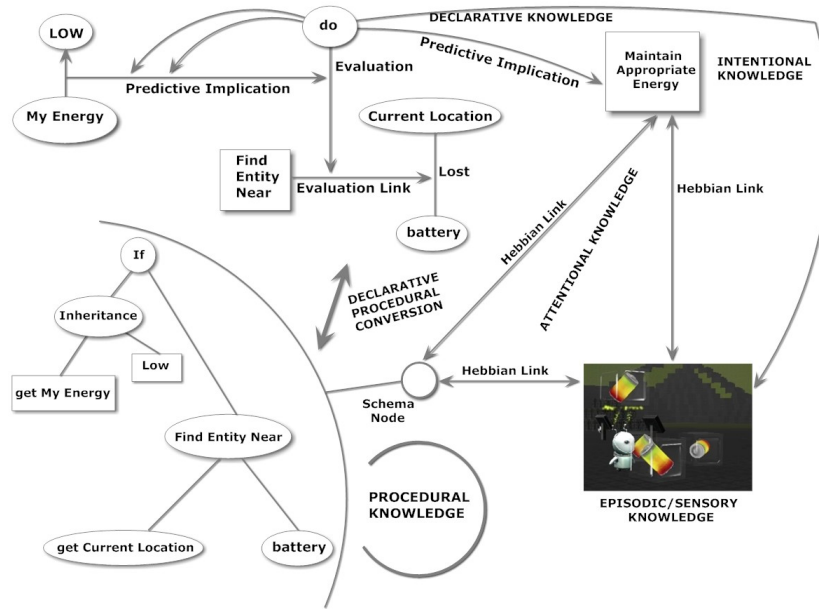 do
DECLARATIVE KNOWLEDGE
LOW
Predictive Implication
Evaluation
Predictive Implication
Maintain
Appropriate
Energy
INTENTIONAL
KNOWLEDGE
My Energy
Current Location
Find
Entity
Near
Evaluation Link
Lost
battery
Hebbian Link
Hebbian Link
ATTENTIONAL KNOWLEDGE
If
Inheritance
get My Energy
Low
DECLARATIVE
PROCEDURAL
CONVERSION
Hebbian Link
Schema
Node
Find Entity Near
PROCEDURAL
KNOWLEDGE
EPISODIC/SENSORY
KNOWLEDGE
get Current Location
battery